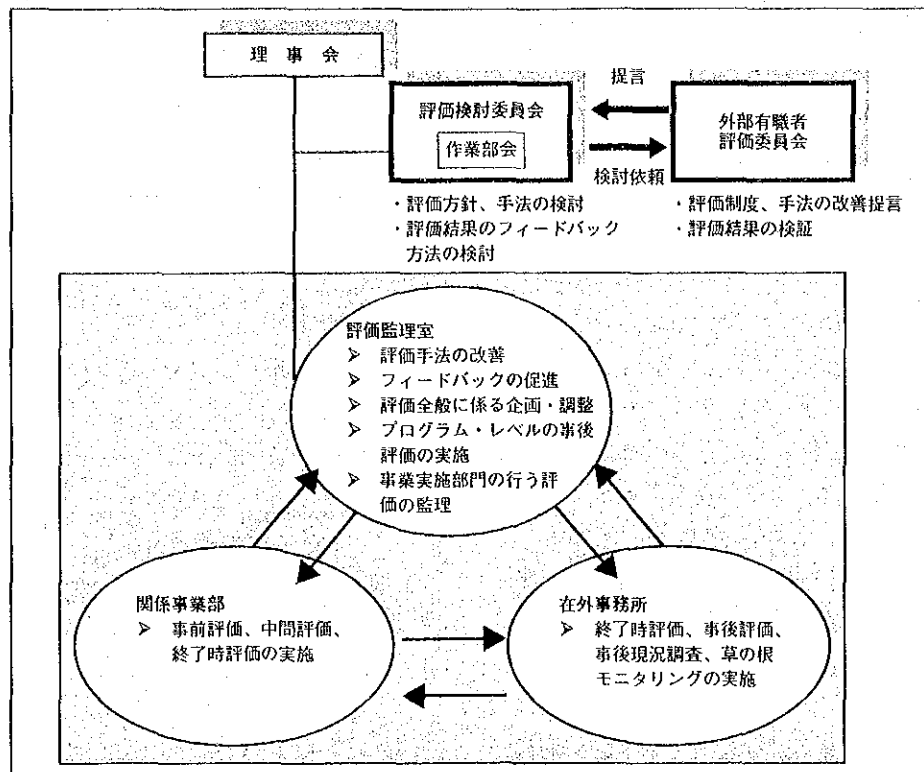 理事会
提言
評価検討委員会
作業部会
外部有識者
評価委員会
検討依頼
・評価方針、手法の検討
・評価結果のフィードバック
方法の検討
・評価制度、手法の改善提言
・評価結果の検証
評価監理室
➢ 評価手法の改善
➢ フィードバックの促進
➢ 評価全般に係る企画・調整
➢ プログラム・レベルの事後
評価の実施
➢ 事業実施部門の行う評
価の監理
関係事業部
➢ 事前評価、中間評価、
終了時評価の実施
在外事務所
➢ 終了時評価、事後評価、
事後現況調査、草の根
モニタリングの実施